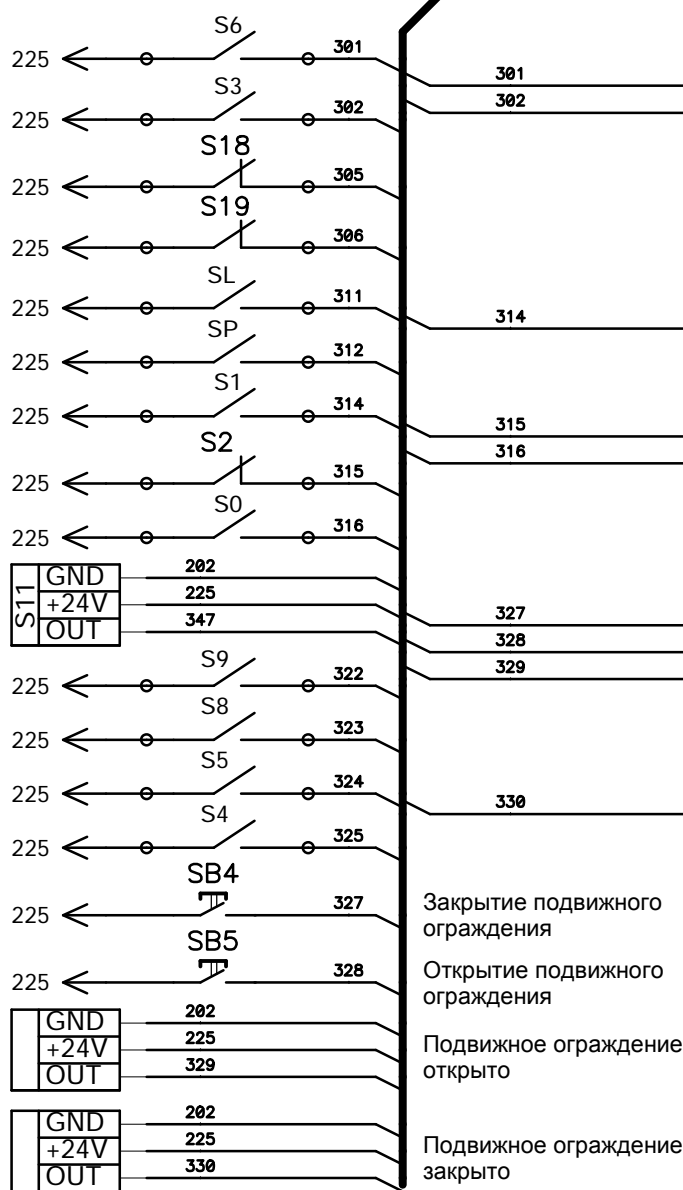 S6
225 301
301
S3
302
225 302
S18
225 305
S19
225 306
SL
225 311
314
SP
225 312
S1
225 314
315
S2
316
225 315
S0
225 316
S11
GND 202
+24V 225
327
OUT 347
328
S9
329
225 322
S8
225 323
S5
225 324
330
S4
225 325
SB4
225 327
Закрытие подвижного
ограждения
SB5
225 328
Открытие подвижного
ограждения
GND 202
+24V 225
OUT 329
Подвижное ограждение
открыто
GND 202
+24V 225
OUT 330
Подвижное ограждение
закрыто